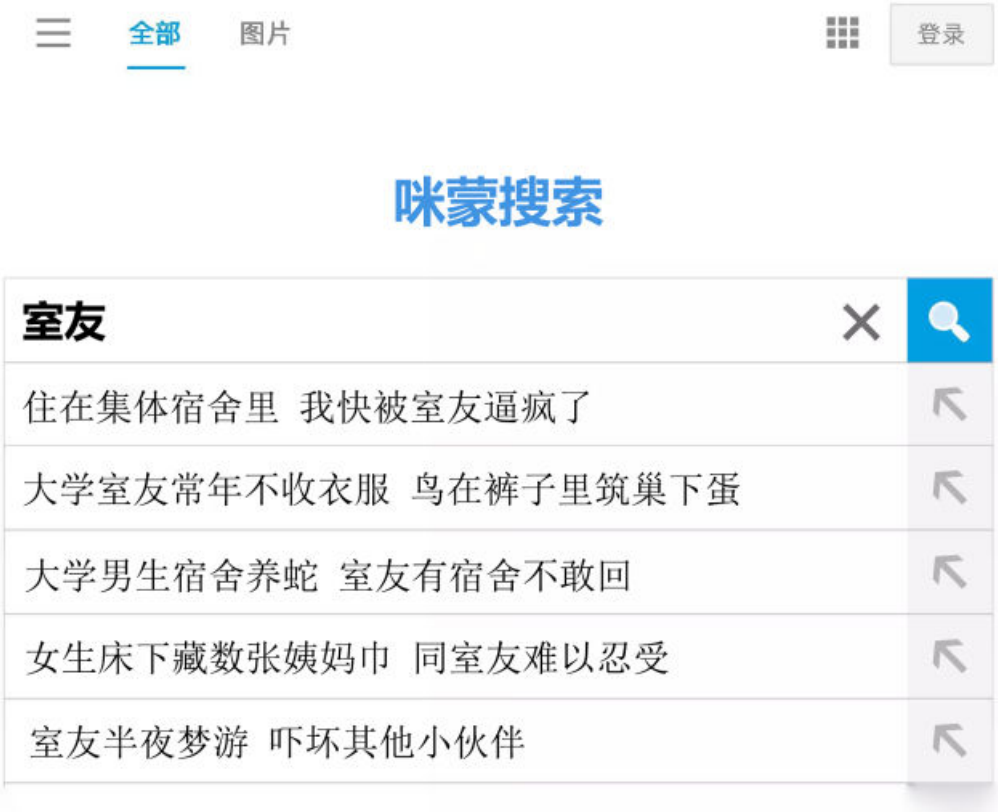 全部 图片 登录
咪蒙搜索
室友
住在集体宿舍里 我快被室友逼疯了
大学室友常年不收衣服 鸟在裤子里筑巢下蛋
大学男生宿舍养蛇 室友有宿舍不敢回
女生床下藏数张姨妈巾 同室友难以忍受
室友半夜梦游 吓坏其他小伙伴